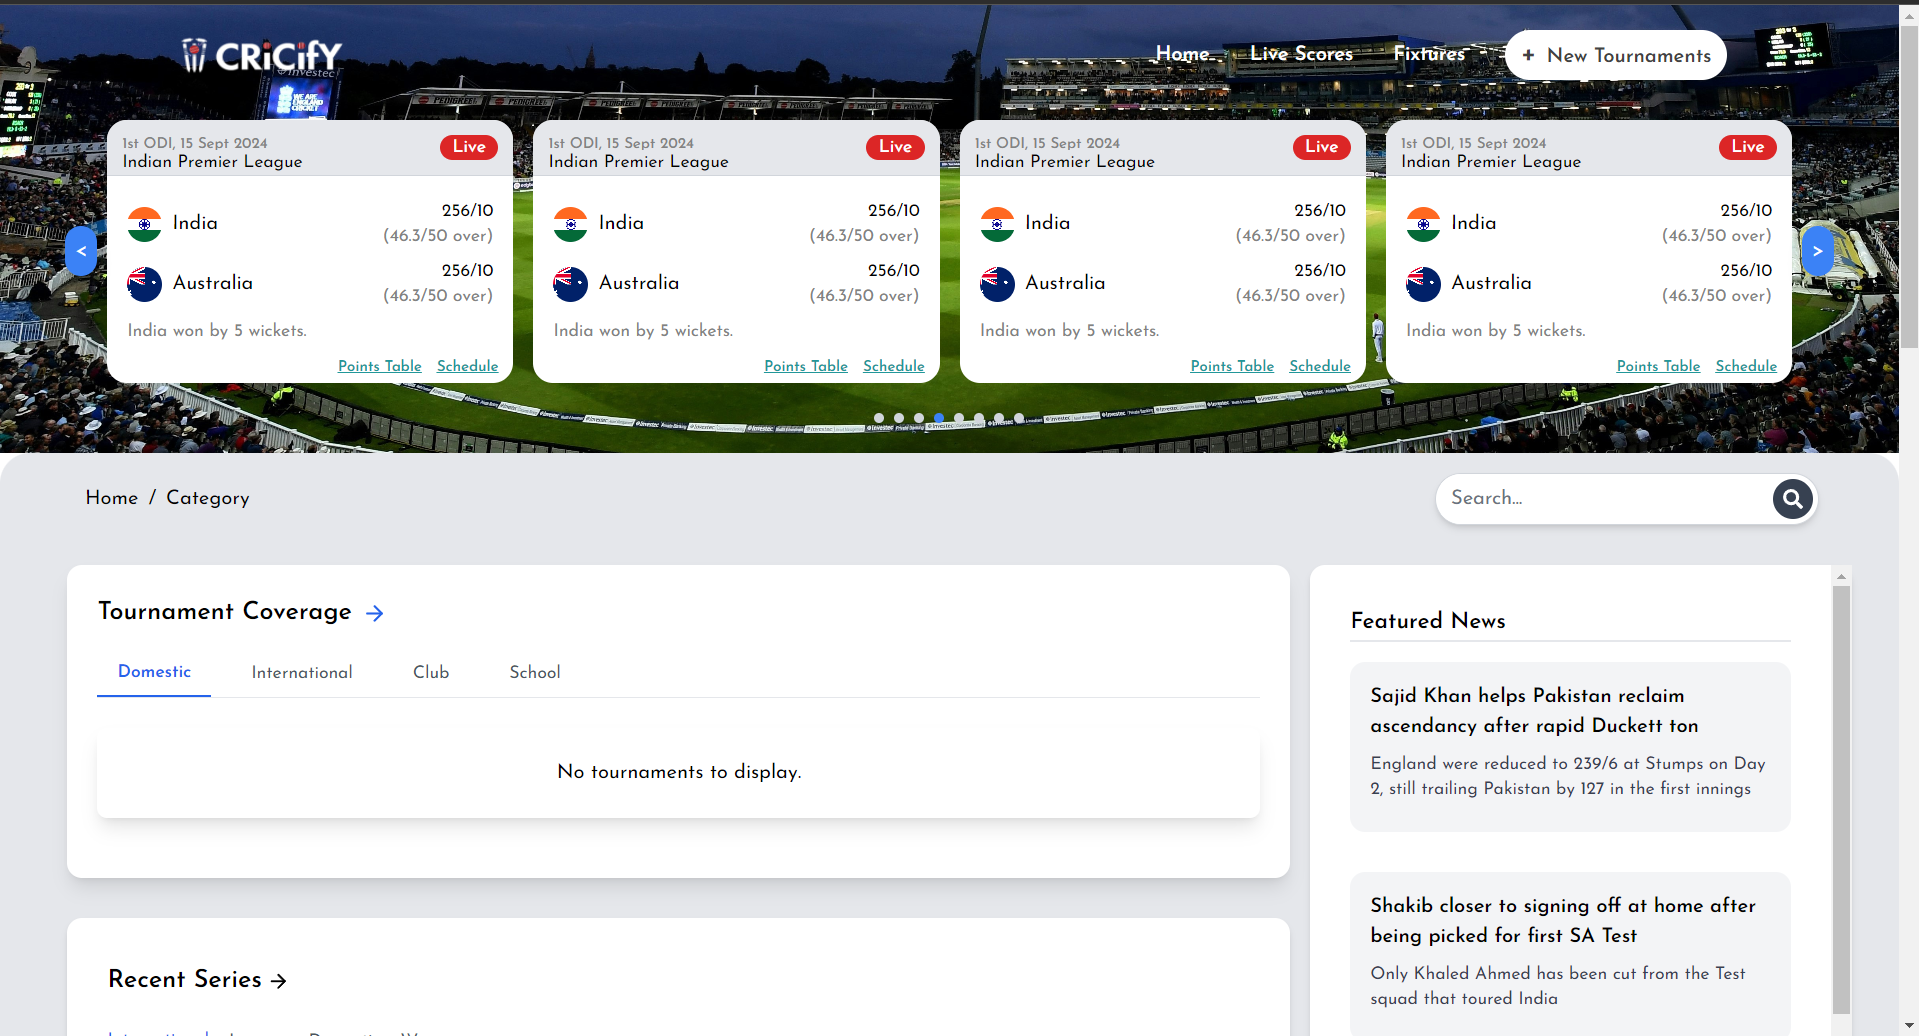 CRICIFY
Home
Live Scores
Fixtures
+ New Tournaments
Investec
WE ARE
ENGLAND
CRICKET
1st ODI, 15 Sept 2024
Indian Premier League
Live
India
256/10
(46.3/50 over)
Australia
256/10
(46.3/50 over)
India won by 5 wickets.
Points Table Schedule
1st ODI, 15 Sept 2024
Indian Premier League
Live
India
256/10
(46.3/50 over)
Australia
256/10
(46.3/50 over)
India won by 5 wickets.
Points Table Schedule
1st ODI, 15 Sept 2024
Indian Premier League
Live
India
256/10
(46.3/50 over)
Australia
256/10
(46.3/50 over)
India won by 5 wickets.
Points Table Schedule
1st ODI, 15 Sept 2024
Indian Premier League
Live
India
256/10
(46.3/50 over)
Australia
256/10
(46.3/50 over)
India won by 5 wickets.
Points Table Schedule
<
>
Home / Category
Search...
Tournament Coverage →
Domestic
International
Club
School
No tournaments to display.
Recent Series →
Featured News
Sajid Khan helps Pakistan reclaim
ascendancy after rapid Duckett ton
England were reduced to 239/6 at Stumps on Day
2, still trailing Pakistan by 127 in the first innings
Shakib closer to signing off at home after
being picked for first SA Test
Only Khaled Ahmed has been cut from the Test
squad that toured India